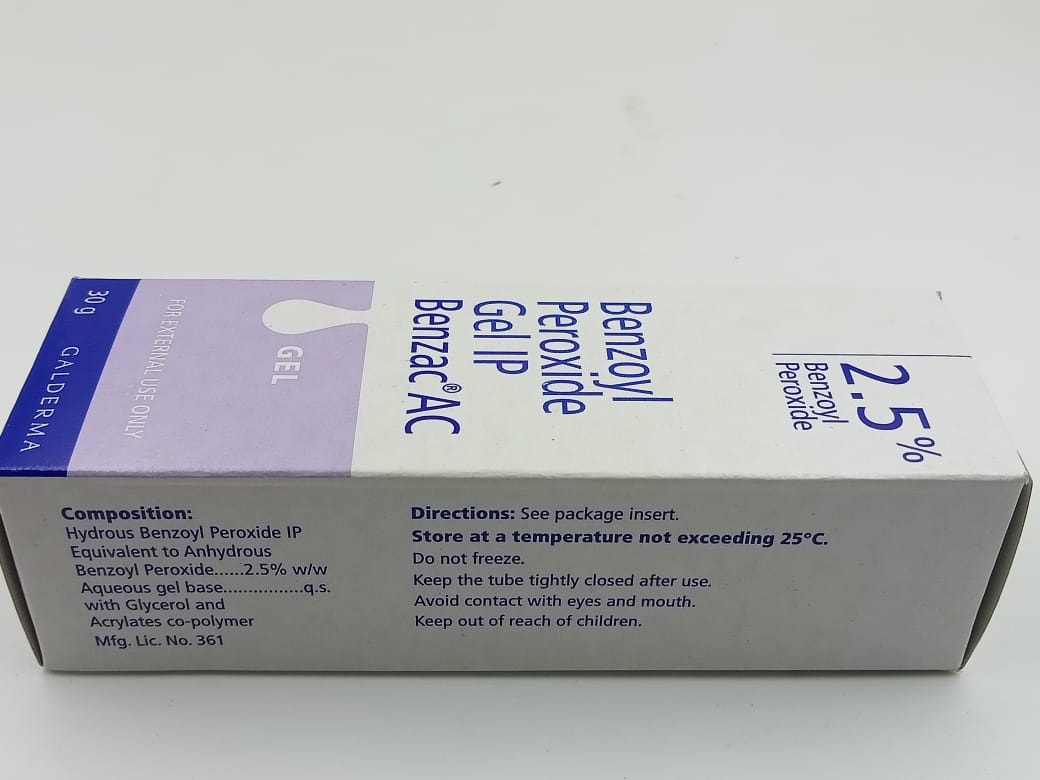 2.5%
Benzoyl
Peroxide
Benzoyl
Peroxide
Gel IP
Benzac® AC
GEL
FOR EXTERNAL USE ONLY
30 g GALDERMA
Composition:
Hydrous Benzoyl Peroxide IP
Equivalent to Anhydrous
Benzoyl Peroxide......2.5% w/w
Aqueous gel base................q.s.
with Glycerol and
Acrylates co-polymer
Mfg. Lic. No. 361
Directions: See package insert.
Store at a temperature not exceeding 25°C.
Do not freeze.
Keep the tube tightly closed after use.
Avoid contact with eyes and mouth.
Keep out of reach of children.